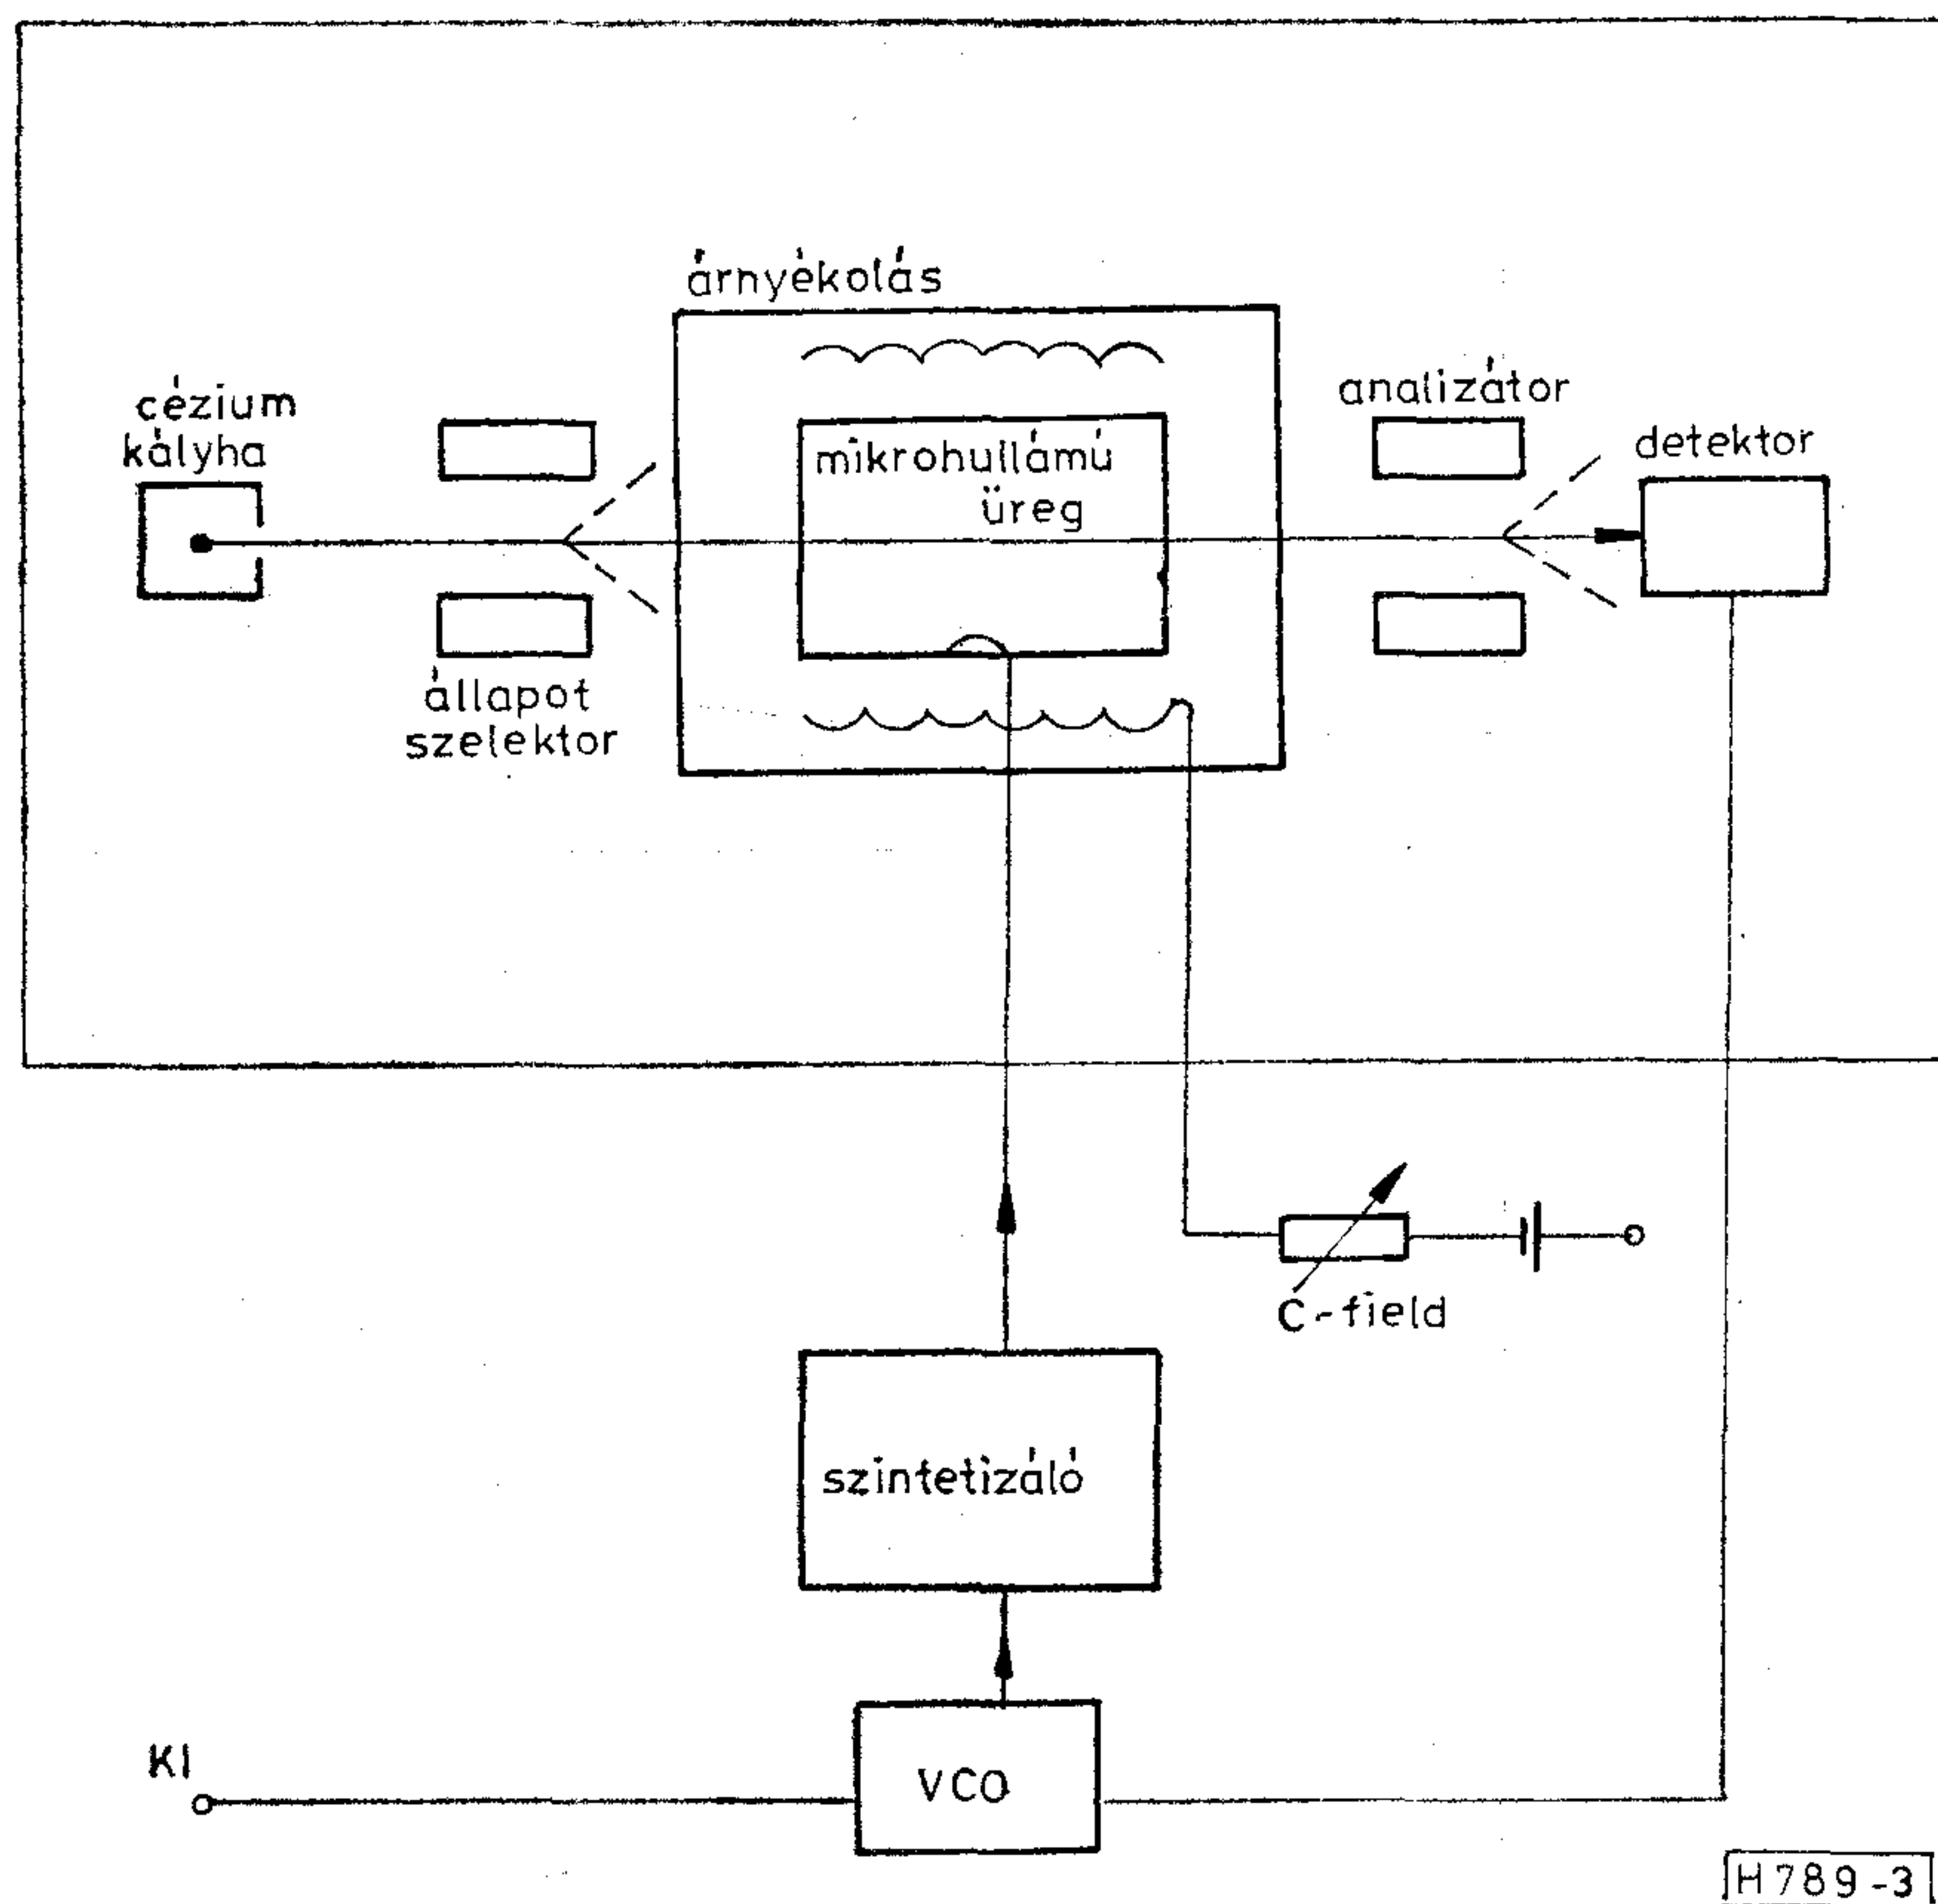 árnyékolás
cézium
kályha
analizátor
detektor
mikrohullámú
üreg
állapot
szelektor
C-field
szintetizáló
KI
VCO
H789-3